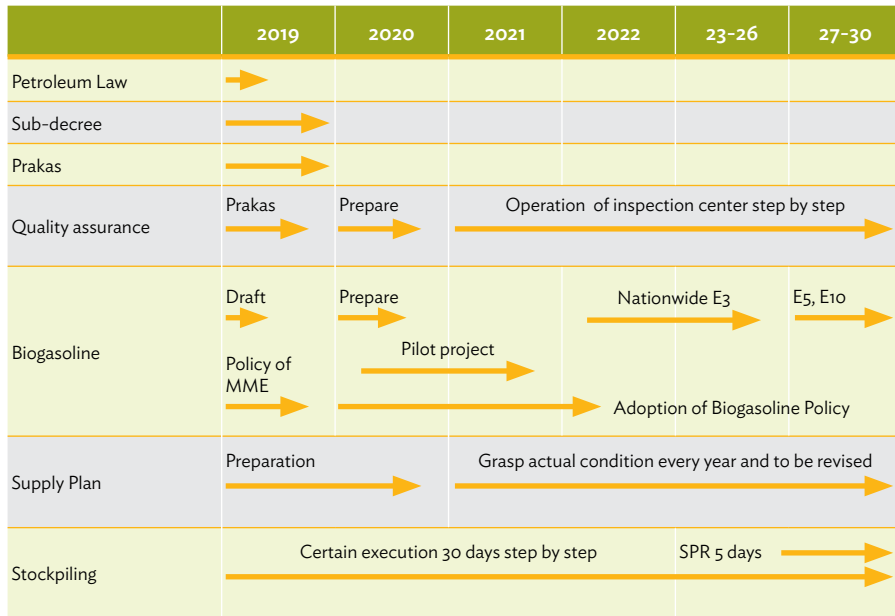 2019 2020 2021 2022 23-26 27-30
Petroleum Law
Sub-decree
Prakas
Quality assurance
Prakas Prepare Operation of inspection center step by step
Biogasoline
Draft Prepare Nationwide E3 E5, E10
Pilot project
Policy of
MME
Adoption of Biogasoline Policy
Supply Plan
Preparation Grasp actual condition every year and to be revised
Stockpiling
Certain execution 30 days step by step SPR 5 days